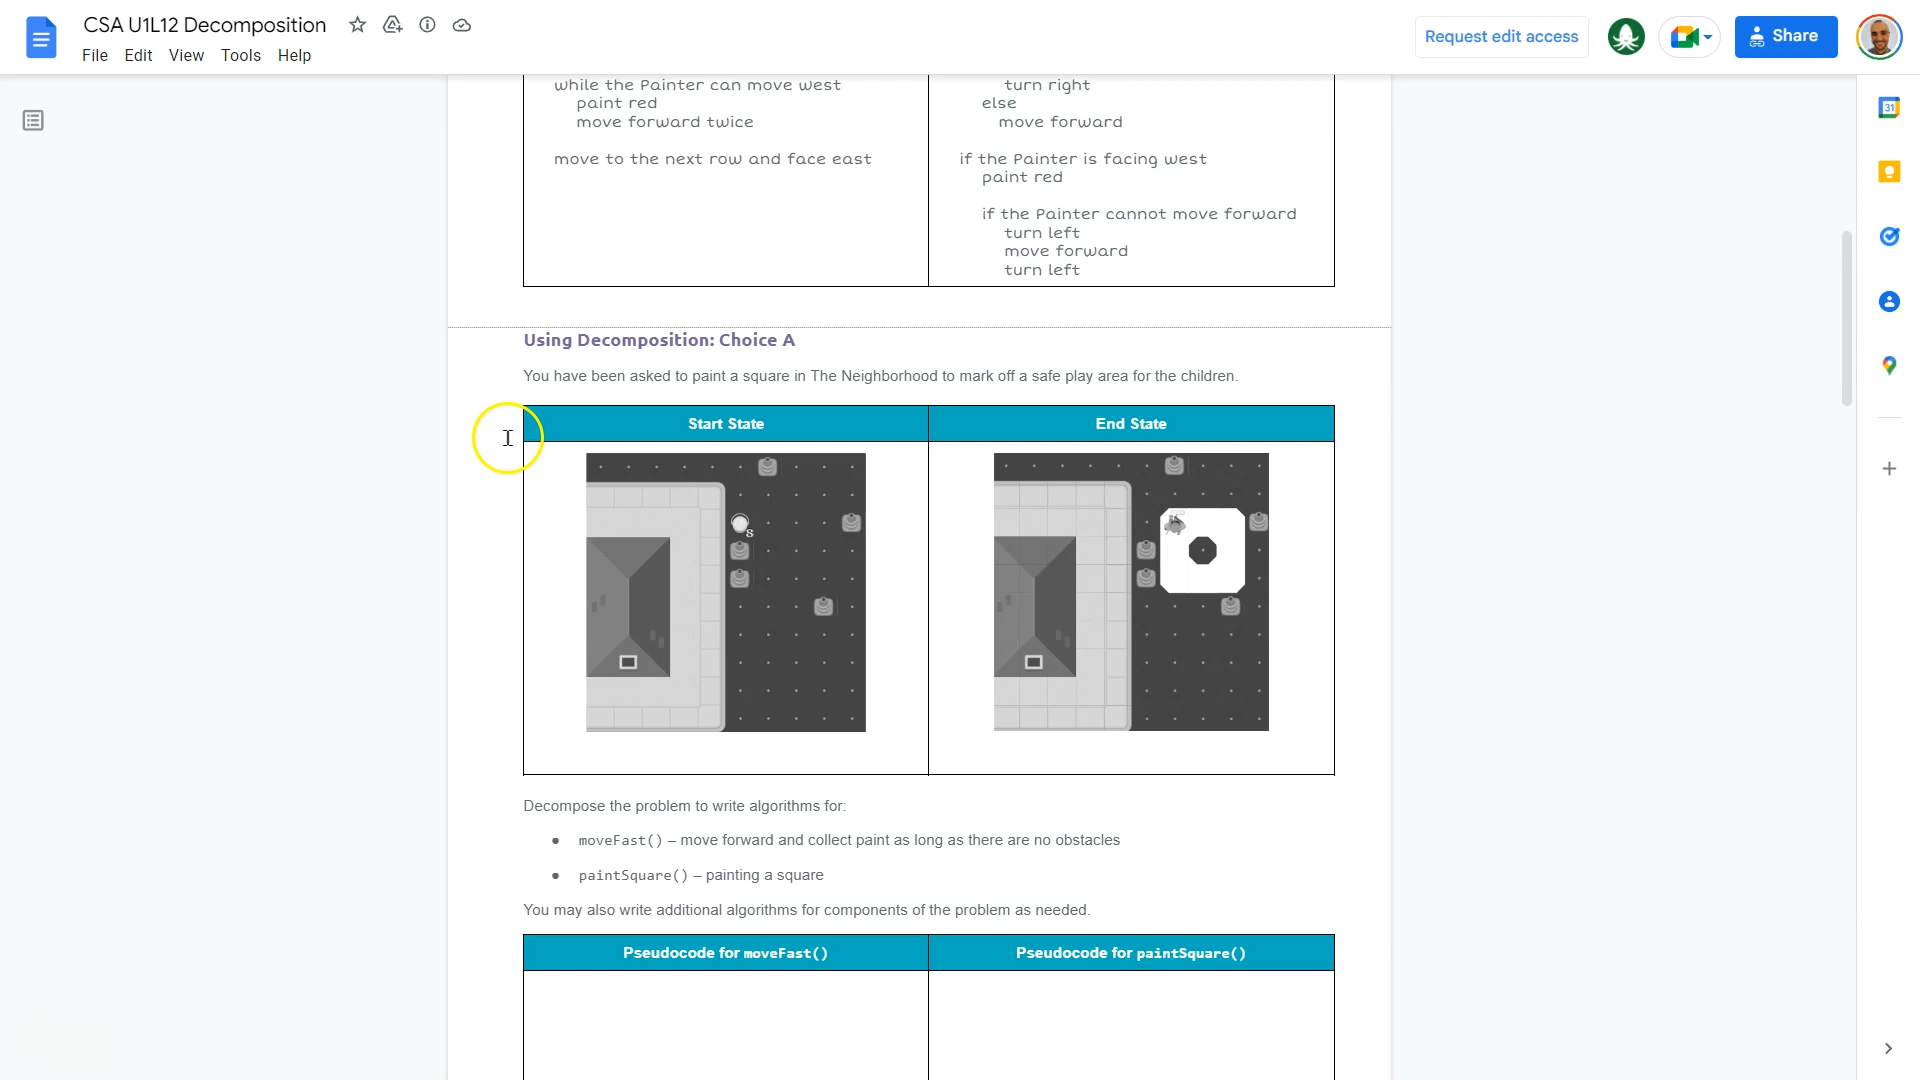 CSA U1L12 Decomposition
File Edit View Tools Help
Request edit access
Share
31
while the Painter can move west
paint red
move forward twice
move to the next row and face east
turn right
else
move forward
if the Painter is facing west
paint red
if the Painter cannot move forward
turn left
move forward
turn left
Using Decomposition: Choice A
You have been asked to paint a square in The Neighborhood to mark off a safe play area for the children.
Start State
End State
8
Decompose the problem to write algorithms for:
● moveFast() – move forward and collect paint as long as there are no obstacles
● paintSquare() – painting a square
You may also write additional algorithms for components of the problem as needed.
Pseudocode for moveFast()
Pseudocode for paintSquare()